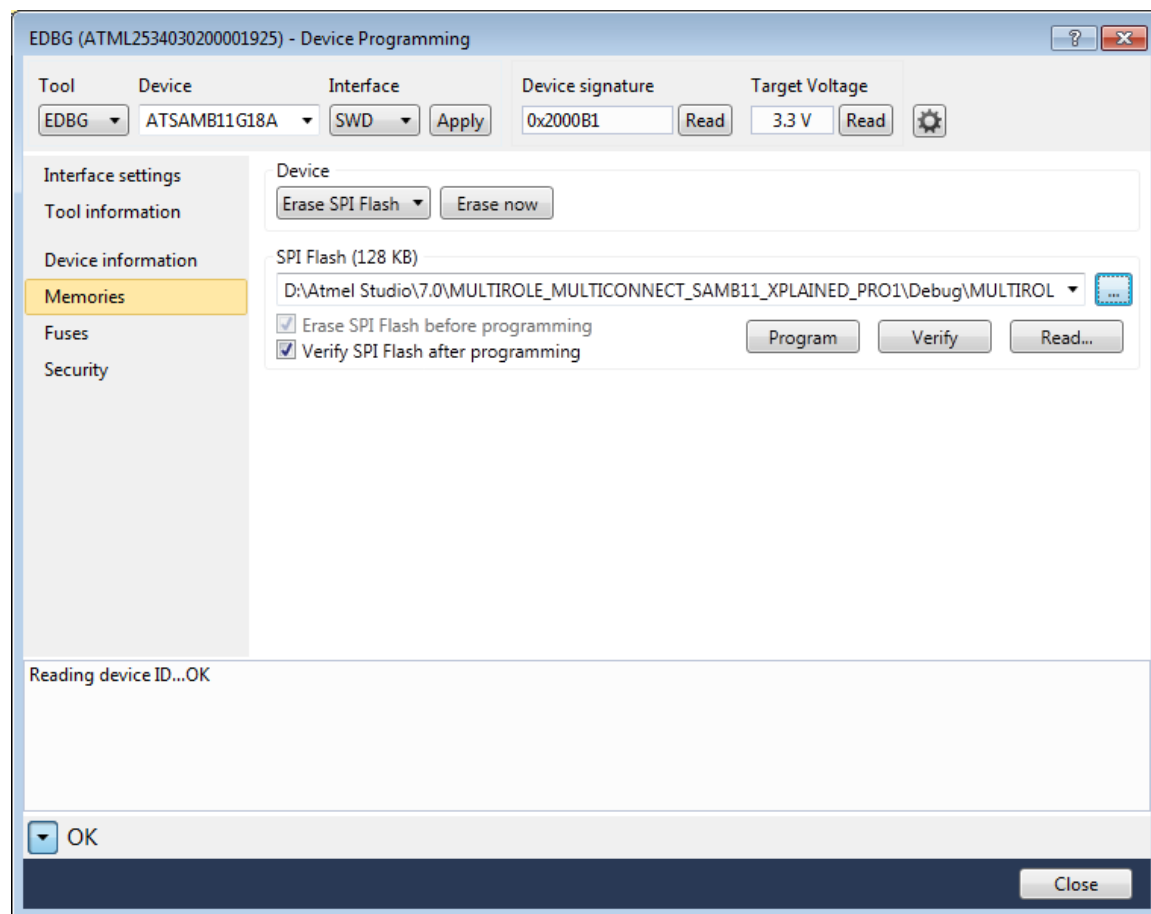 EDBG (ATML2534030200001925) - Device Programming
Tool Device Interface Device signature Target Voltage
EDBG ATSAMB11G18A SWD Apply 0x2000B1 Read 3.3 V Read
Interface settings
Tool information
Device information
Memories
Fuses
Security
Device
Erase SPI Flash Erase now
SPI Flash (128 KB)
D:\Atmel Studio\7.0\MULTIROLE_MULTICONNECT_SAMB11_XPLAINED_PRO1\Debug\MULTIROL ...
Erase SPI Flash before programming
Verify SPI Flash after programming
Program Verify Read...
Reading device ID...OK
OK
Close